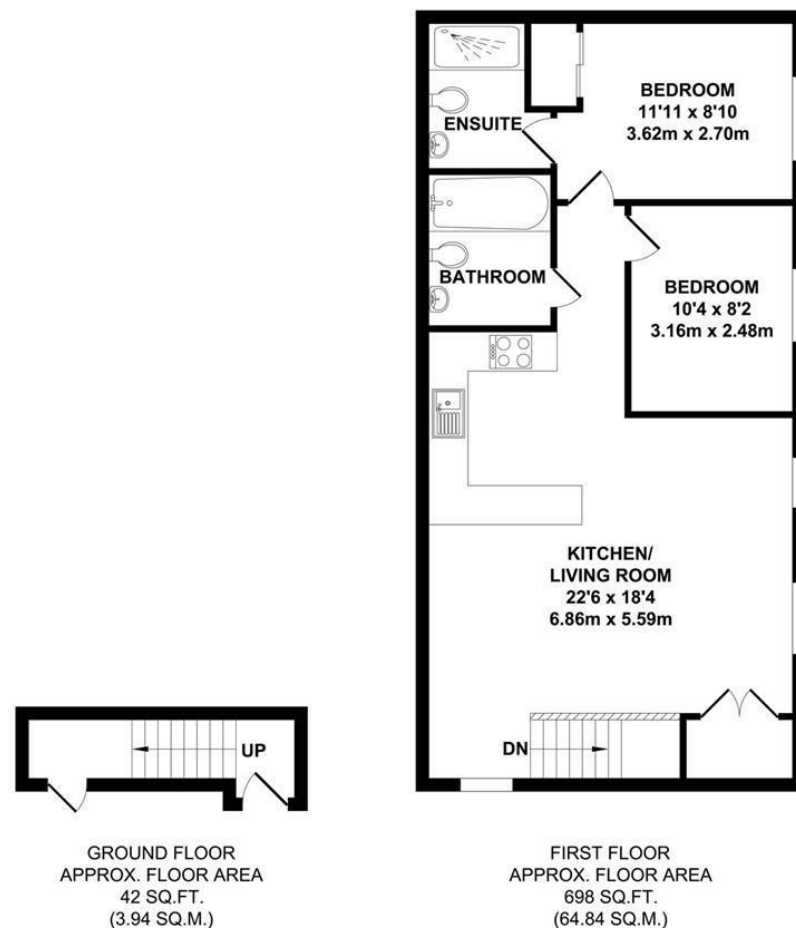 ENSUITE
BEDROOM
11'11 x 8'10
3.62m x 2.70m
BATHROOM
BEDROOM
10'4 x 8'2
3.16m x 2.48m
KITCHEN/
LIVING ROOM
22'6 x 18'4
6.86m x 5.59m
UP
DN
GROUND FLOOR
APPROX. FLOOR AREA
42 SQ.FT.
(3.94 SQ.M.)
FIRST FLOOR
APPROX. FLOOR AREA
698 SQ.FT.
(64.84 SQ.M.)